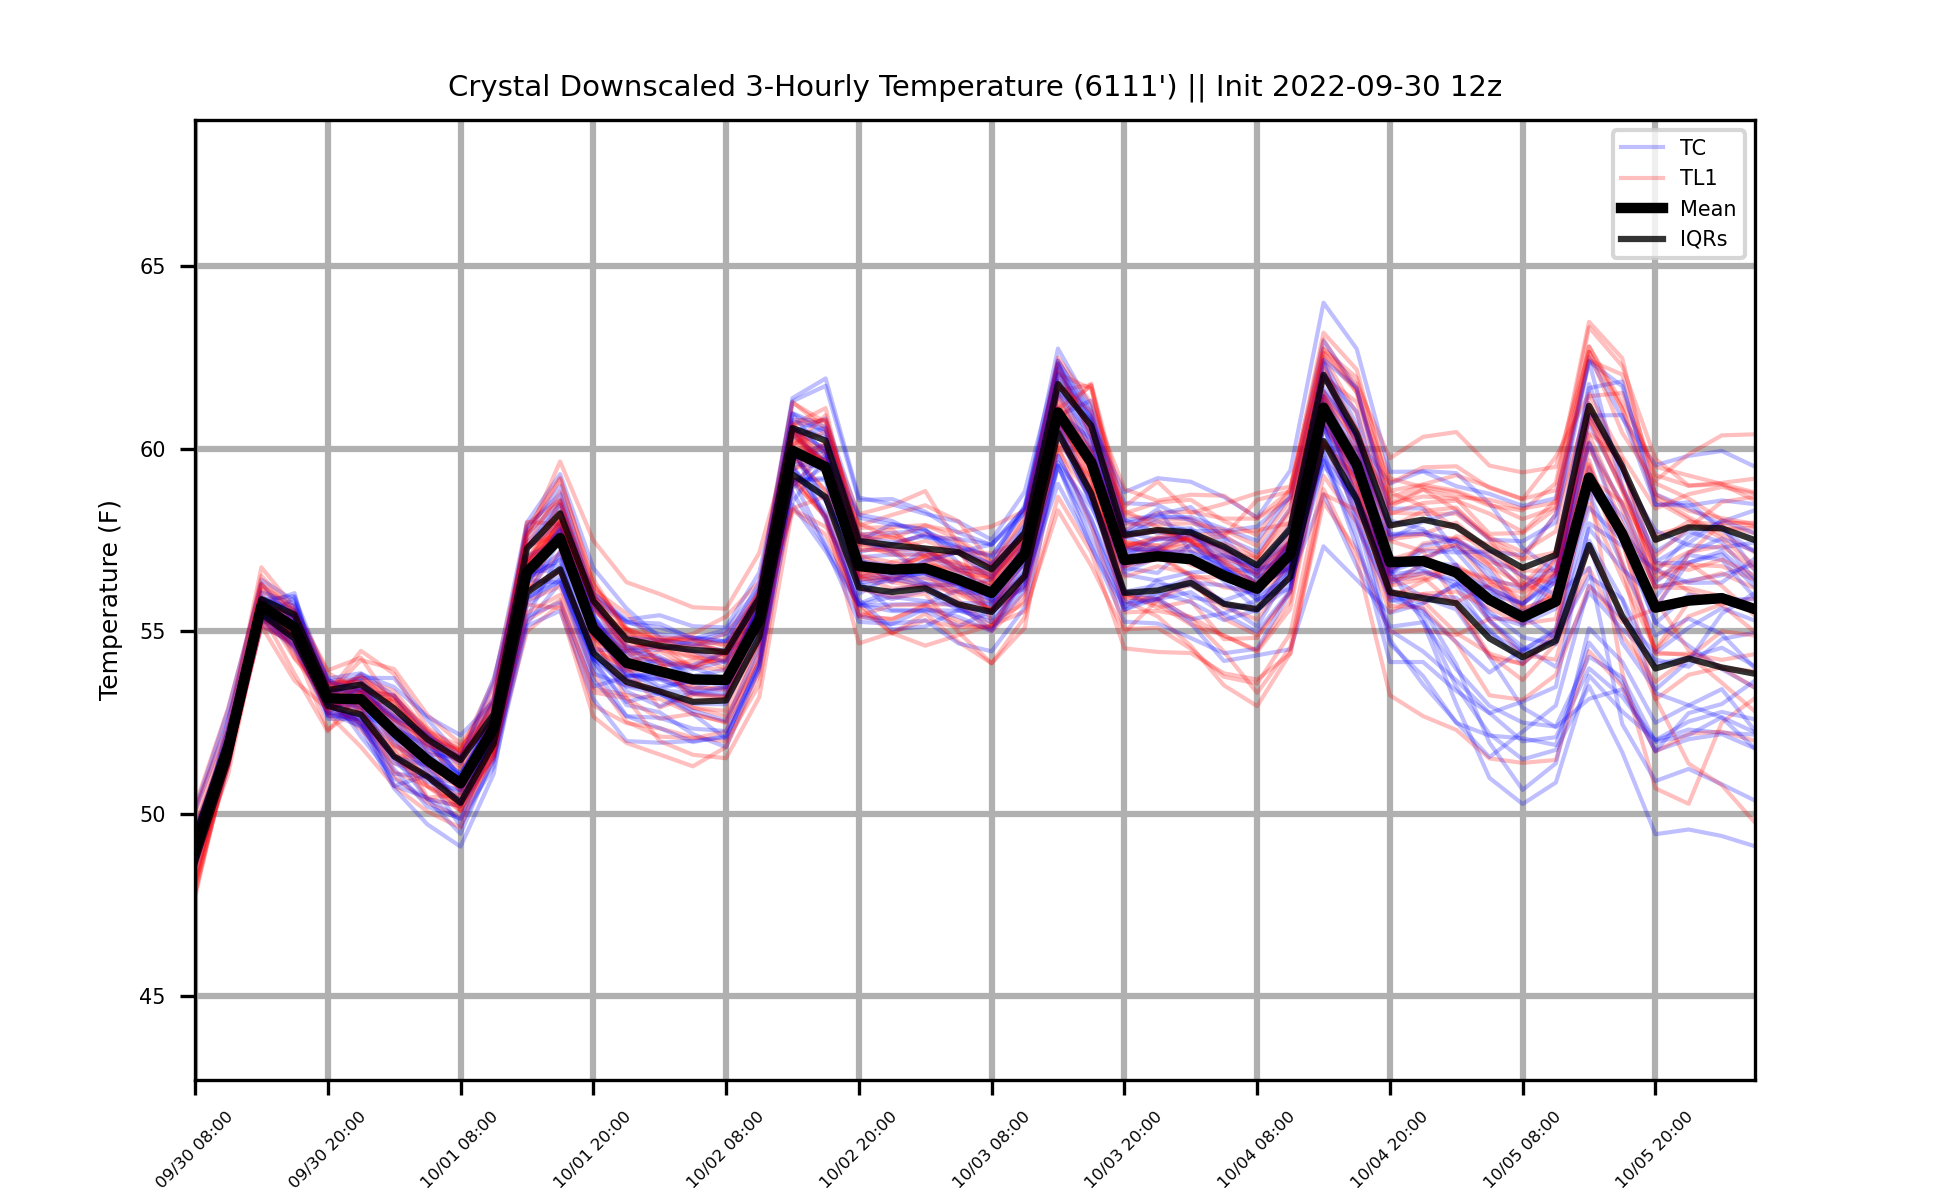 Crystal Downscaled 3-Hourly Temperature (6111') || Init 2022-09-30 12z
TC
TL1
Mean
IQRs
Temperature (F)
65
60
55
50
45
09/30 08:00
09/30 20:00
10/01 08:00
10/01 20:00
10/02 08:00
10/02 20:00
10/03 08:00
10/03 20:00
10/04 08:00
10/04 20:00
10/05 08:00
10/05 20:00